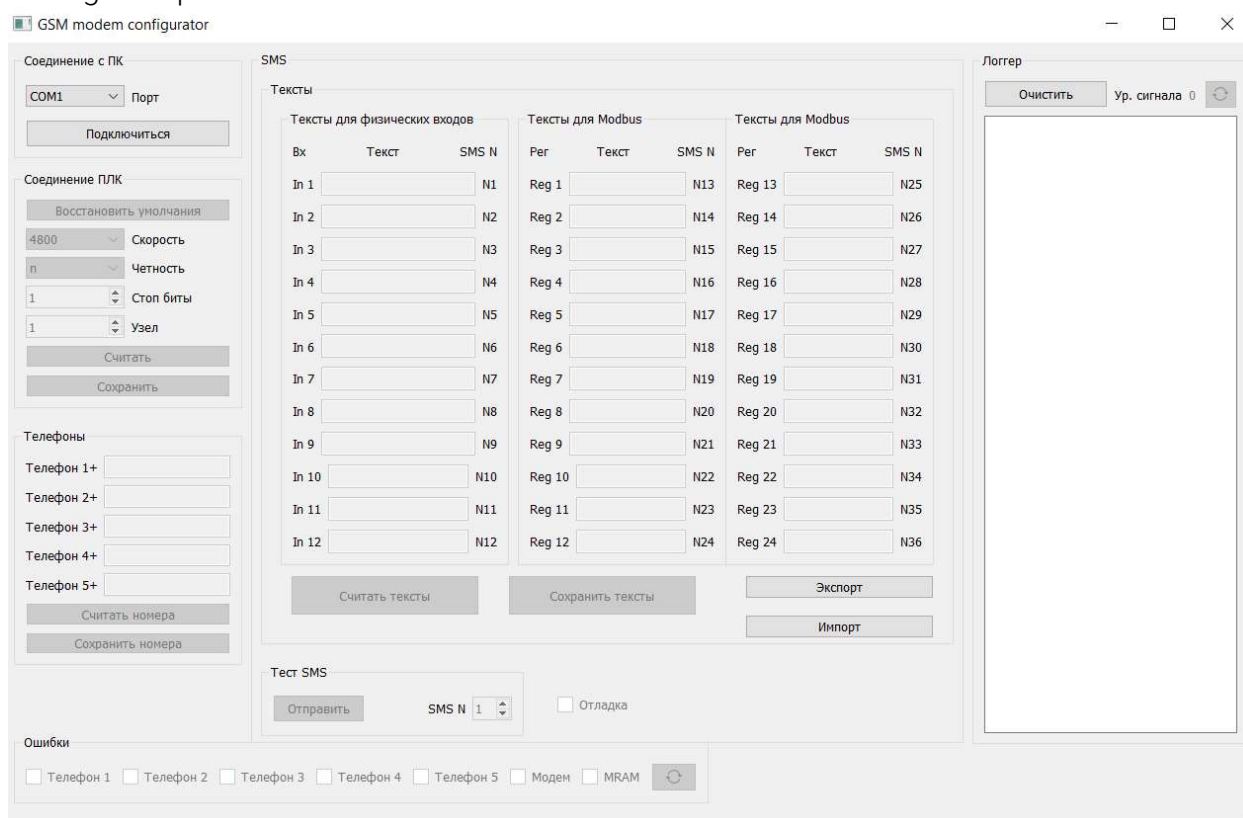 GSM modem configurator
Соединение с ПК
COM1 Порт
Подключиться
Соединение ПЛК
Восстановить умолчания
4800 Скорость
n Четность
1 Стоп биты
1 Узел
Считать
Сохранить
Телефоны
Телефон 1+
Телефон 2+
Телефон 3+
Телефон 4+
Телефон 5+
Считать номера
Сохранить номера
SMS
Тексты
Тексты для физических входов
Вх Текст SMS N
In 1 N1
In 2 N2
In 3 N3
In 4 N4
In 5 N5
In 6 N6
In 7 N7
In 8 N8
In 9 N9
In 10 N10
In 11 N11
In 12 N12
Тексты для Modbus
Рег Текст SMS N
Reg 1 N13
Reg 2 N14
Reg 3 N15
Reg 4 N16
Reg 5 N17
Reg 6 N18
Reg 7 N19
Reg 8 N20
Reg 9 N21
Reg 10 N22
Reg 11 N23
Reg 12 N24
Тексты для Modbus
Рег Текст SMS N
Reg 13 N25
Reg 14 N26
Reg 15 N27
Reg 16 N28
Reg 17 N29
Reg 18 N30
Reg 19 N31
Reg 20 N32
Reg 21 N33
Reg 22 N34
Reg 23 N35
Reg 24 N36
Считать тексты
Сохранить тексты
Экспорт
Импорт
Тест SMS
Отправить SMS N 1
Отладка
Логгер
Очистить Ур. сигнала 0
Ошибки
Телефон 1 Телефон 2 Телефон 3 Телефон 4 Телефон 5 Модем MRAM